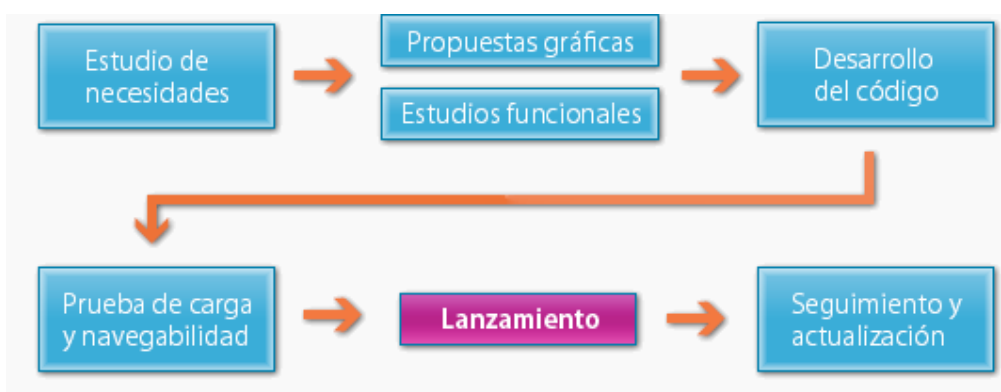 Estudio de
necesidades
Propuestas gráficas
Estudios funcionales
Desarrollo
del código
Prueba de carga
y navegabilidad
Lanzamiento
Seguimiento y
actualización